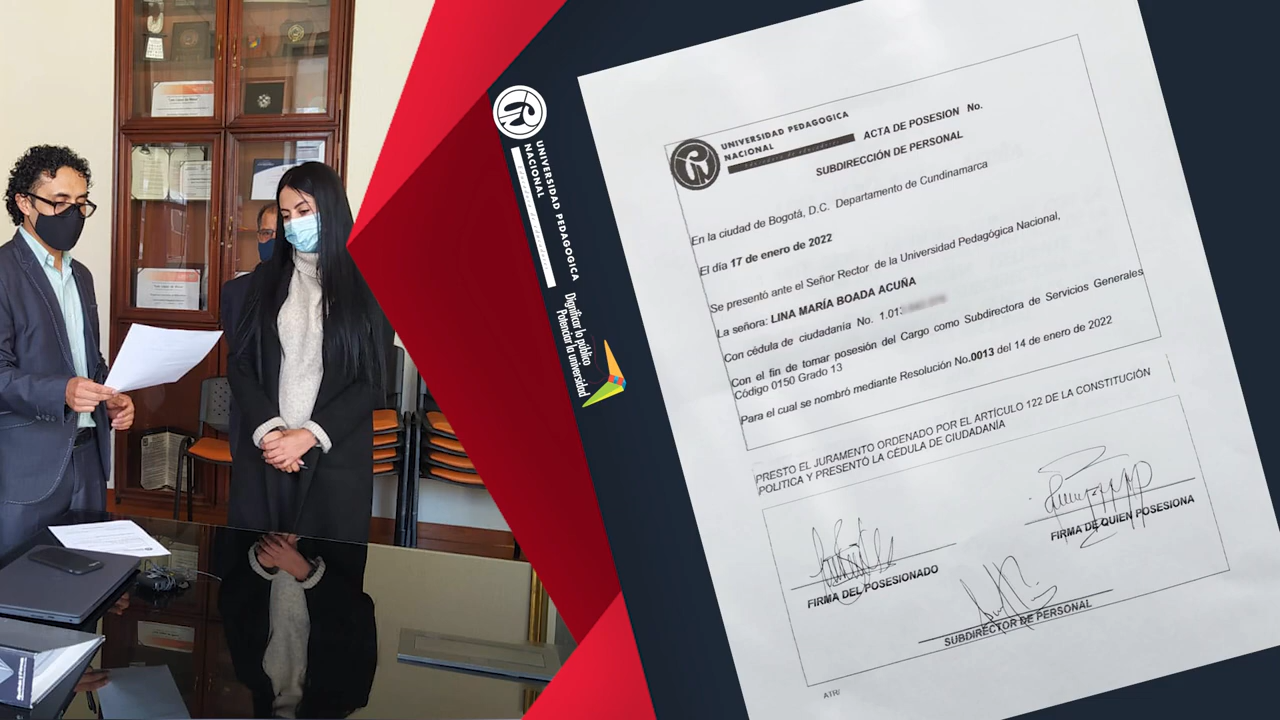 UNIVERSIDAD PEDAGOGICA
NACIONAL
Dignificar lo público
Potenciar la universidad
UNIVERSIDAD PEDAGOGICA
NACIONAL
ACTA DE POSESION No.
SUBDIRECCIÓN DE PERSONAL
En la ciudad de Bogotá, D.C. Departamento de Cundinamarca
El día 17 de enero de 2022
Se presentó ante el Señor Rector de la Universidad Pedagógica Nacional,
La señora: LINA MARÍA BOADA ACUÑA
Con cédula de ciudadanía No. 1.01
Con el fin de tomar posesión del Cargo como Subdirectora de Servicios Generales
Código 0150 Grado 13
Para el cual se nombró mediante Resolución No.0013 del 14 de enero de 2022
PRESTO EL JURAMENTO ORDENADO POR EL ARTÍCULO 122 DE LA CONSTITUCIÓN
POLITICA Y PRESENTÓ LA CÉDULA DE CIUDADANÍA
FIRMA DEL POSESIONADO
FIRMA DE QUIEN POSESIONA
SUBDIRECTOR DE PERSONAL